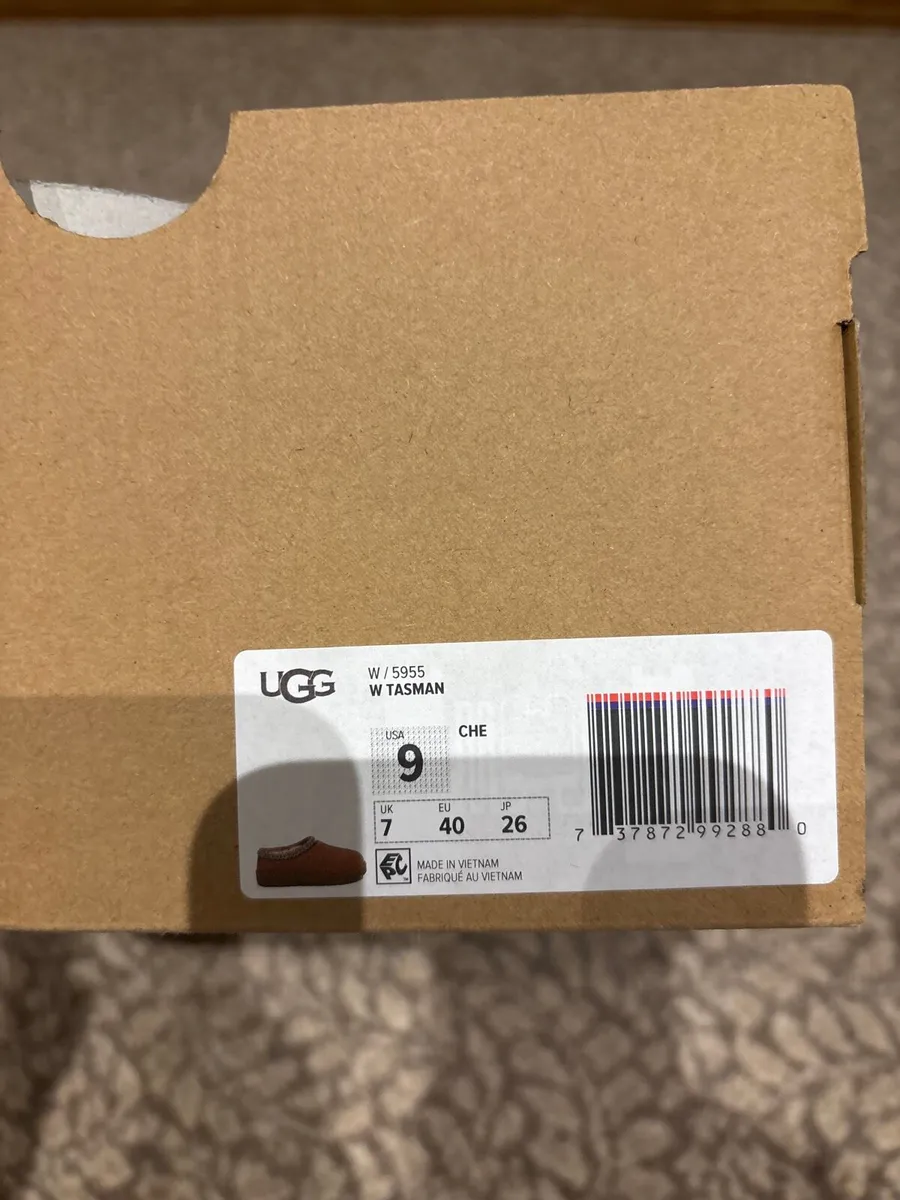 UGG
W / 5955
W TASMAN
USA
9
CHE
UK EU JP
7 40 26
EPC™
MADE IN VIETNAM
FABRIQUÉ AU VIETNAM
7 37872 99288 0